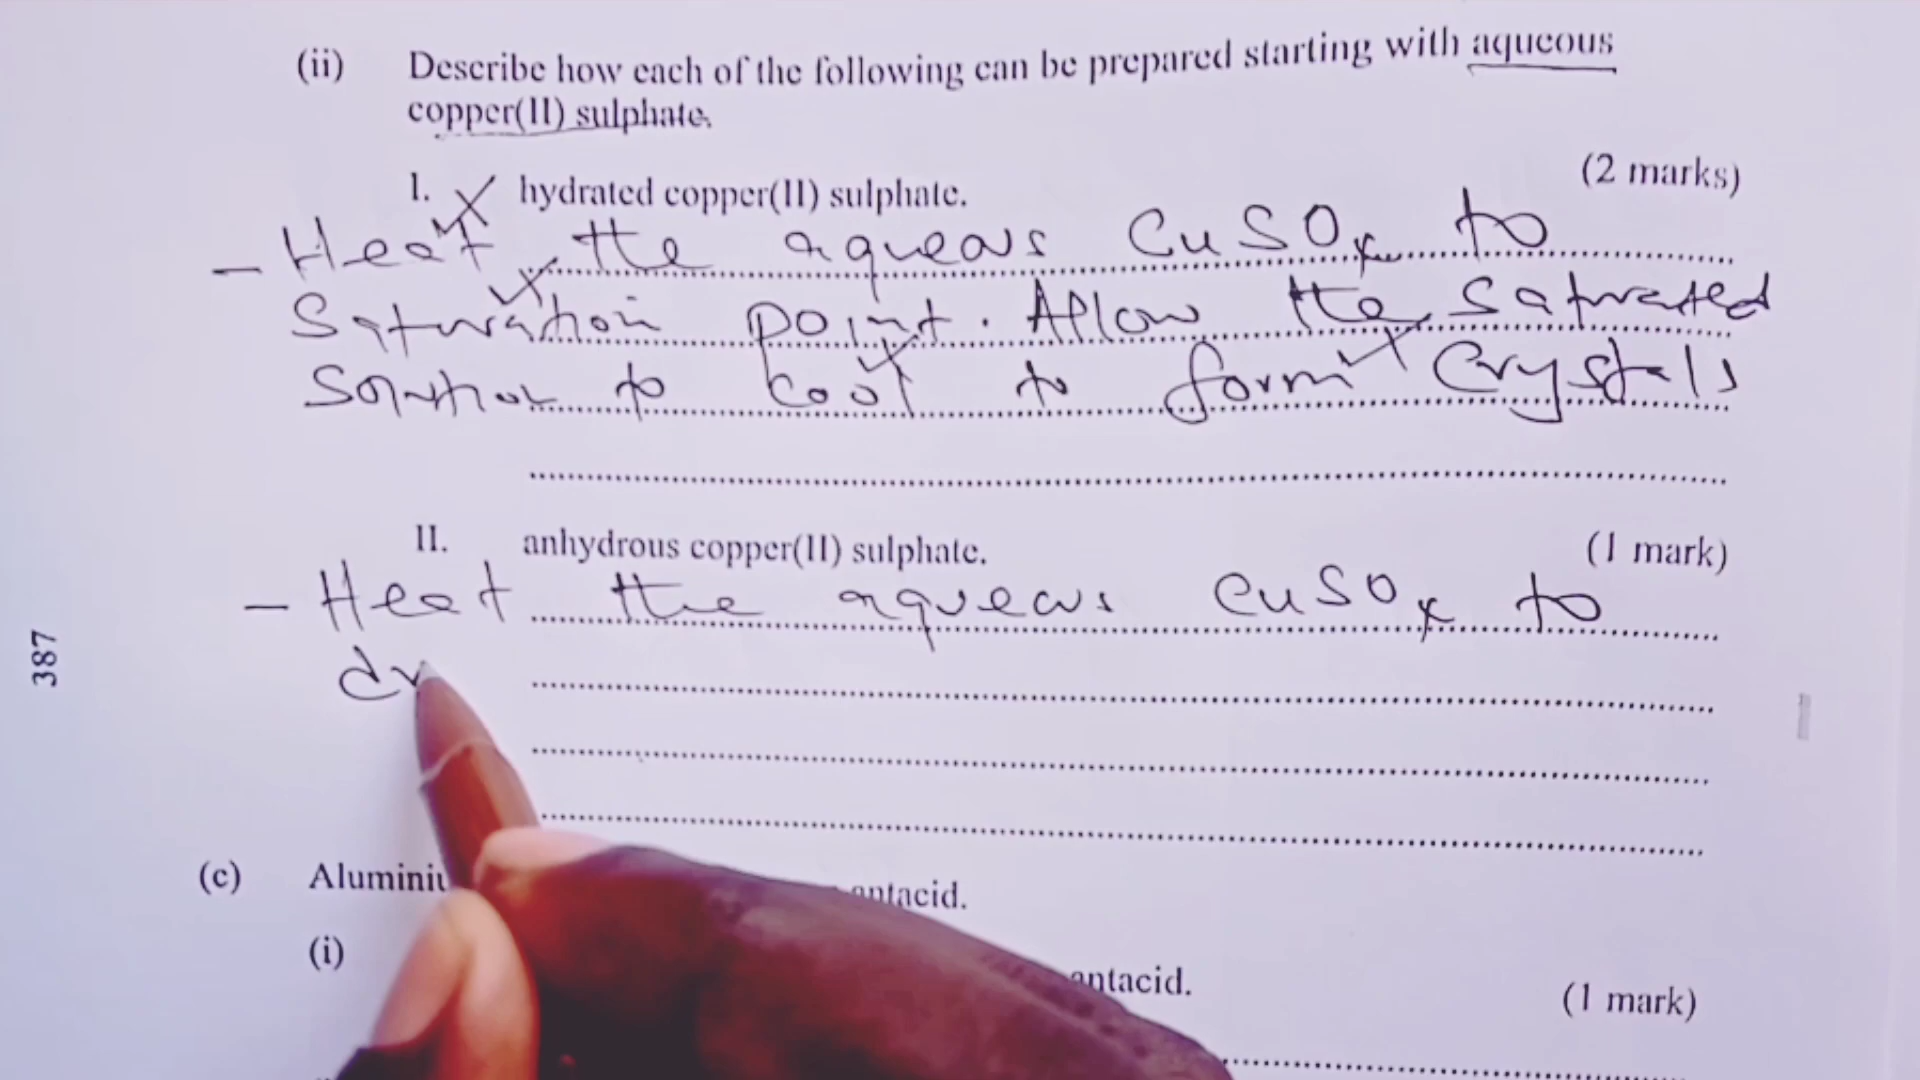 (ii) Describe how each of the following can be prepared starting with aqueous
copper(II) sulphate.
I. hydrated copper(II) sulphate. (2 marks)
- Heat the aqueous CuSO4 to
Saturation point. Allow the saturated
Solution to cool to form crystals
II. anhydrous copper(II) sulphate. (1 mark)
- Heat the aqueous CuSO4 to
dr
387
(c) Aluminiu antacid.
(i) antacid.
(1 mark)